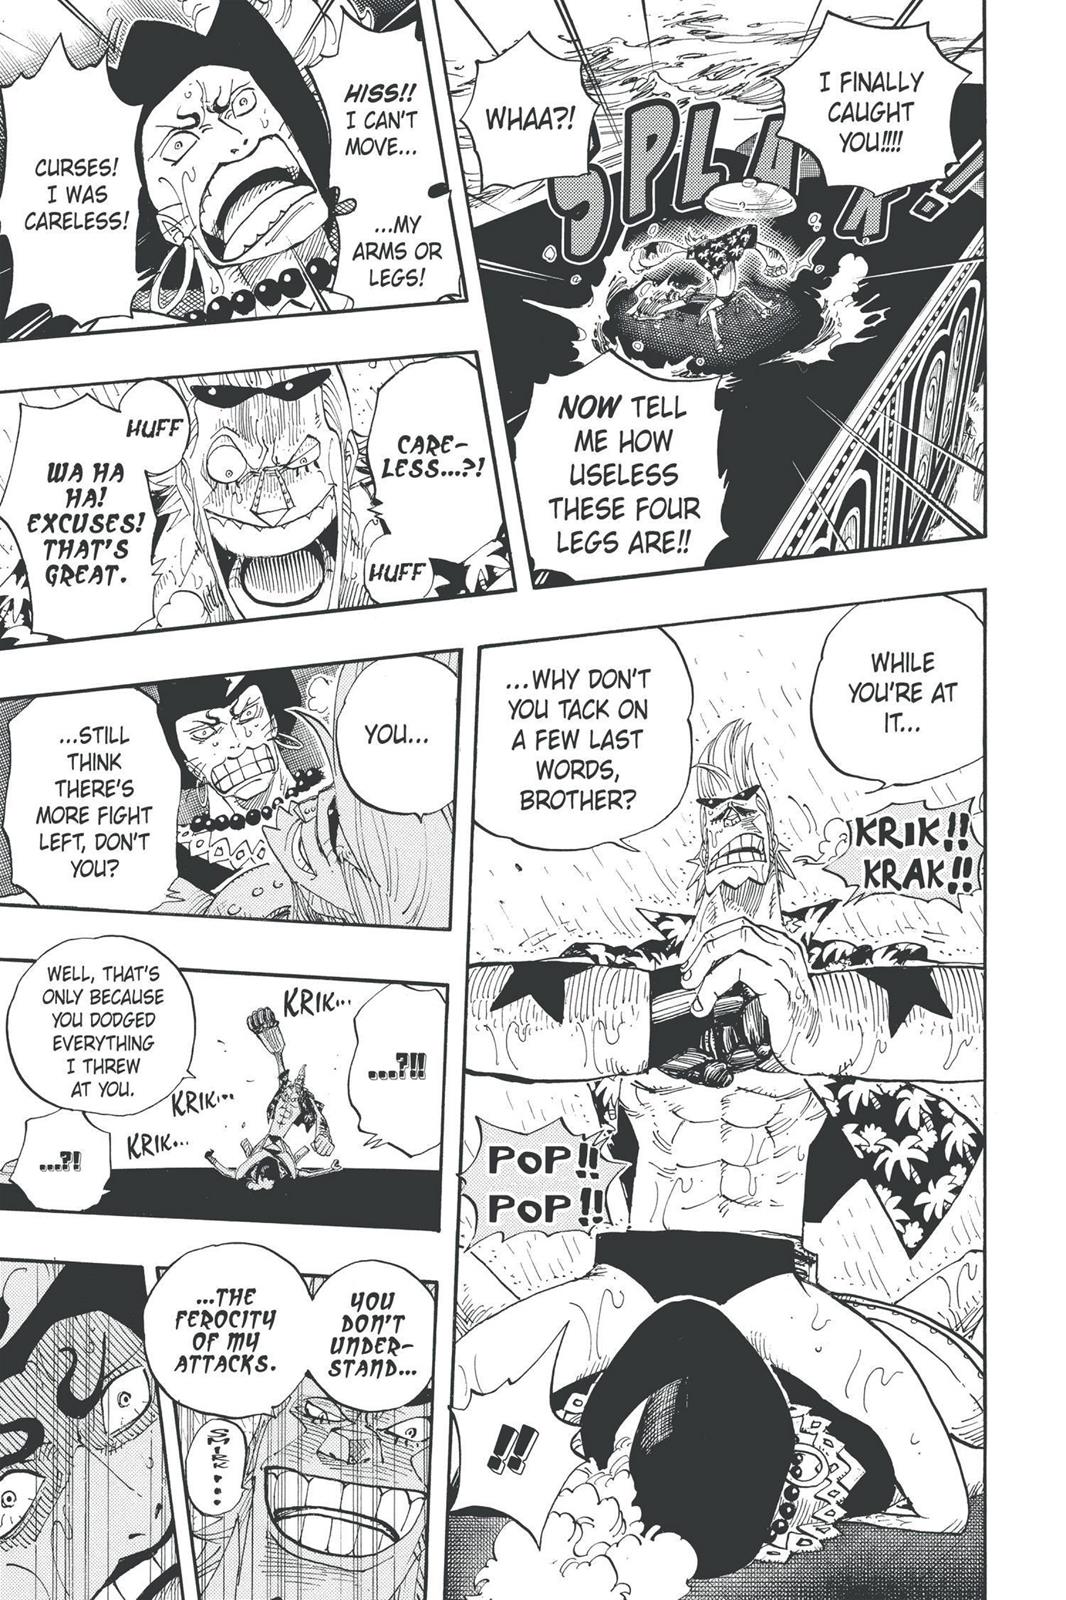 I FINALLY
CAUGHT
YOU!!!!
WHAA?!
SPLASH!
NOW TELL
ME HOW
USELESS
THESE FOUR
LEGS ARE!!
HISS!!
I CAN'T
MOVE...
...MY
ARMS OR
LEGS!
CURSES!
I WAS
CARELESS!
CARE-
LESS...?!
HUFF
HUFF
WA HA
HA!
EXCUSES!
THAT'S
GREAT.
WHILE
YOU'RE AT
IT...
...WHY DON'T
YOU TACK ON
A FEW LAST
WORDS,
BROTHER?
KRIK!!
KRAK!!
POP!!
POP!!
!!
YOU...
...STILL
THINK
THERE'S
MORE FIGHT
LEFT, DON'T
YOU?
...?!!
KRIK...
KRIK...
KRIK...
WELL, THAT'S
ONLY BECAUSE
YOU DODGED
EVERYTHING
I THREW
AT YOU.
...?!
YOU
DON'T
UNDER-
STAND...
...THE
FEROCITY
OF MY
ATTACKS.
SMIRK...